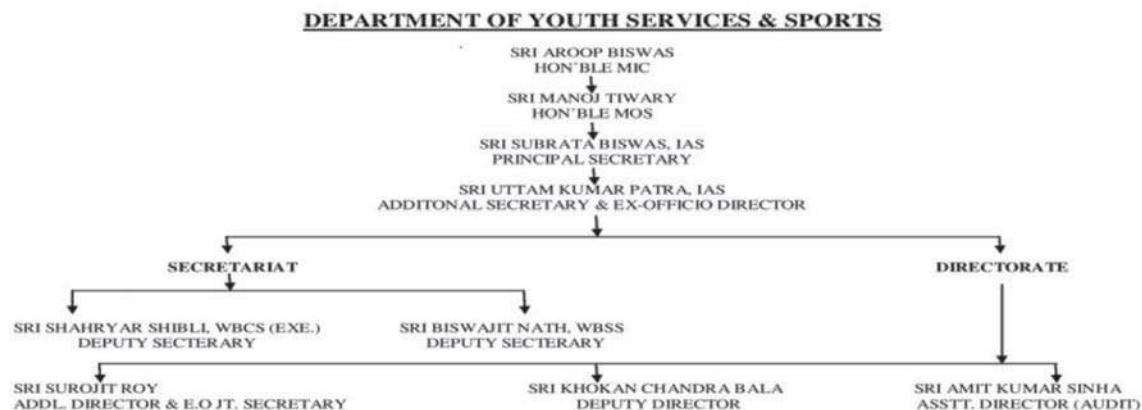 DEPARTMENT OF YOUTH SERVICES & SPORTS
SRI AROOP BISWAS
HON'BLE MIC
SRI MANOJ TIWARY
HON'BLE MOS
SRI SUBRATA BISWAS, IAS
PRINCIPAL SECRETARY
SRI UTTAM KUMAR PATRA, IAS
ADDITONAL SECRETARY & EX-OFFICIO DIRECTOR
SECRETARIAT
DIRECTORATE
SRI SHAHRYAR SHIBLI, WBCS (EXE.)
DEPUTY SECTERARY
SRI BISWAJIT NATH, WBSS
DEPUTY SECTERARY
SRI SUROJIT ROY
ADDL. DIRECTOR & E.O JT. SECRETARY
SRI KHOKAN CHANDRA BALA
DEPUTY DIRECTOR
SRI AMIT KUMAR SINHA
ASSTT. DIRECTOR (AUDIT)